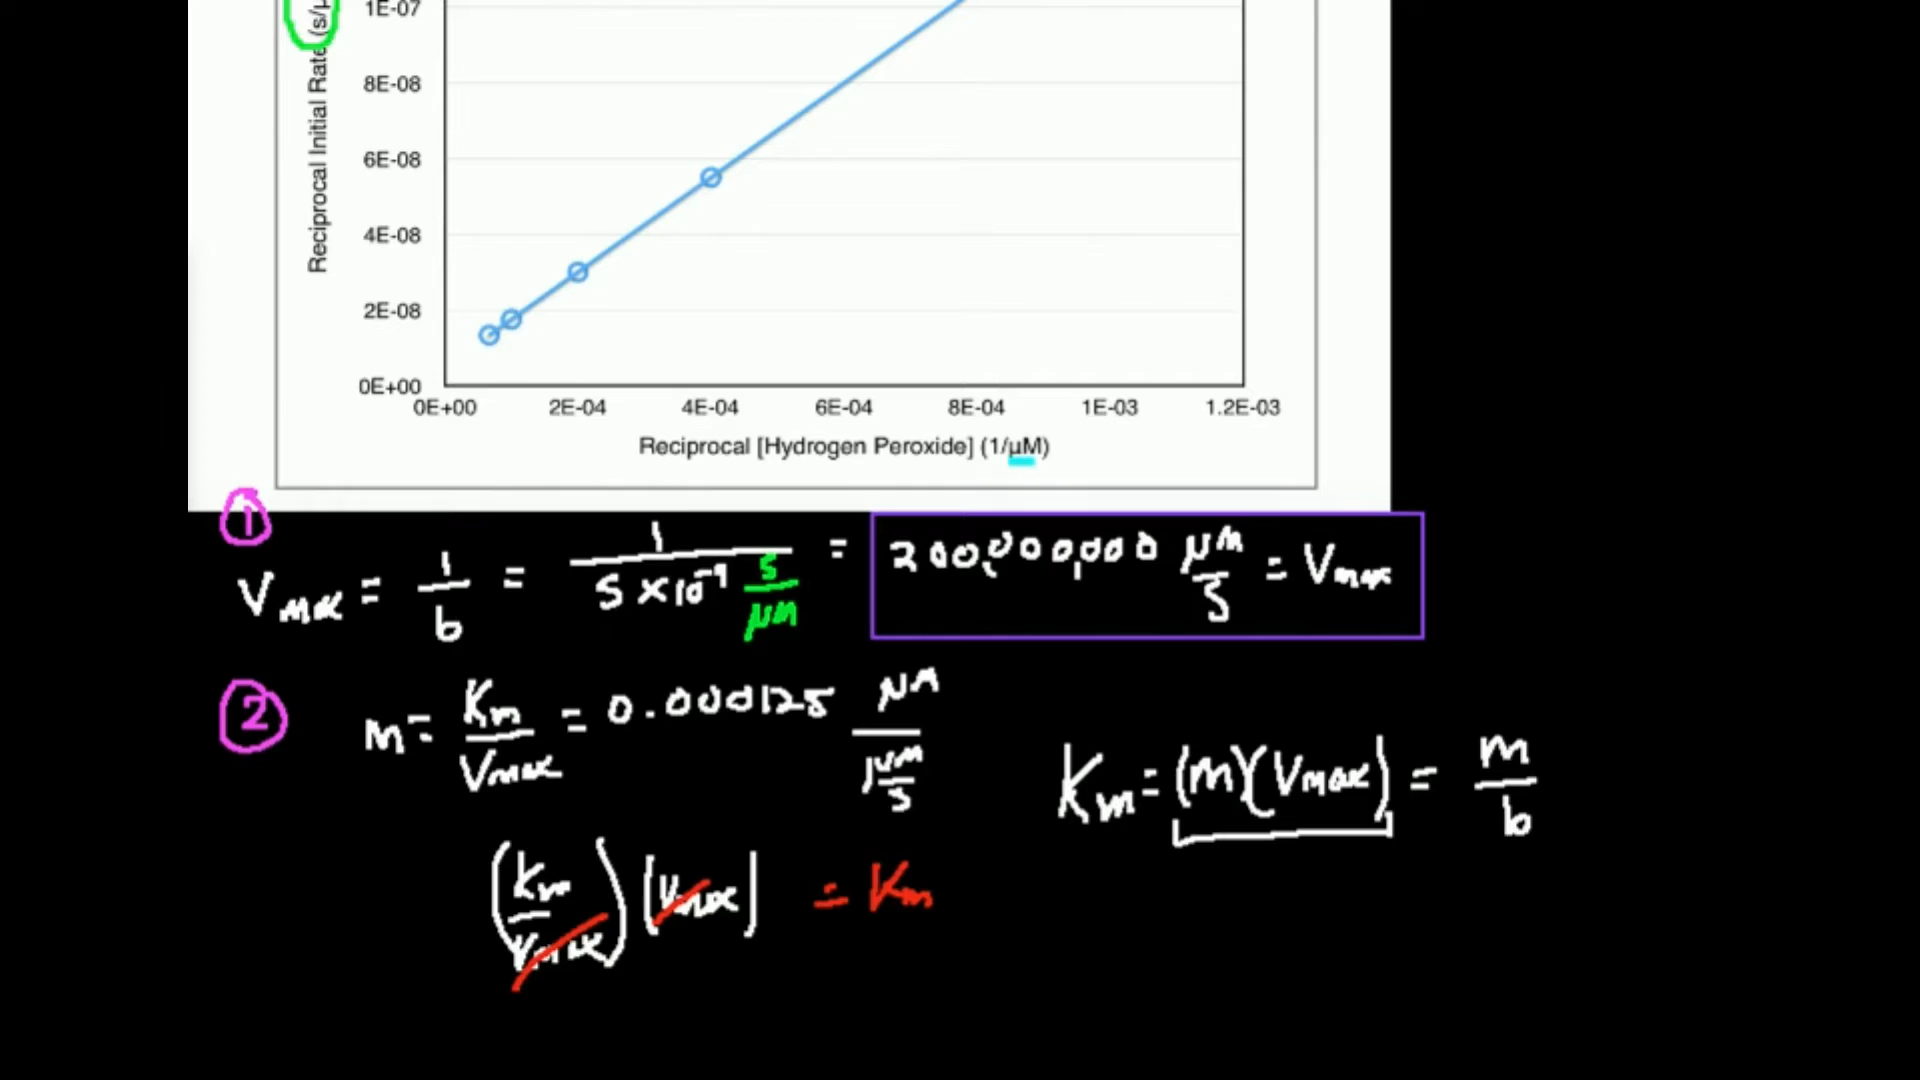 1E-07
8E-08
6E-08
4E-08
2E-08
0E+00
Reciprocal Initial Rate (s/
0E+00 2E-04 4E-04 6E-04 8E-04 1E-03 1.2E-03
Reciprocal [Hydrogen Peroxide] (1/µM)
①
Vmax = 1/b = 1/(5 x 10⁻⁹ s/µM) = 200,000,000 µM/s = Vmax
②
m = Km/Vmax = 0.000125 µM/(µM/s)
Km = (m)(Vmax) = m/b
(Km/Vmax)(Vmax) = Km